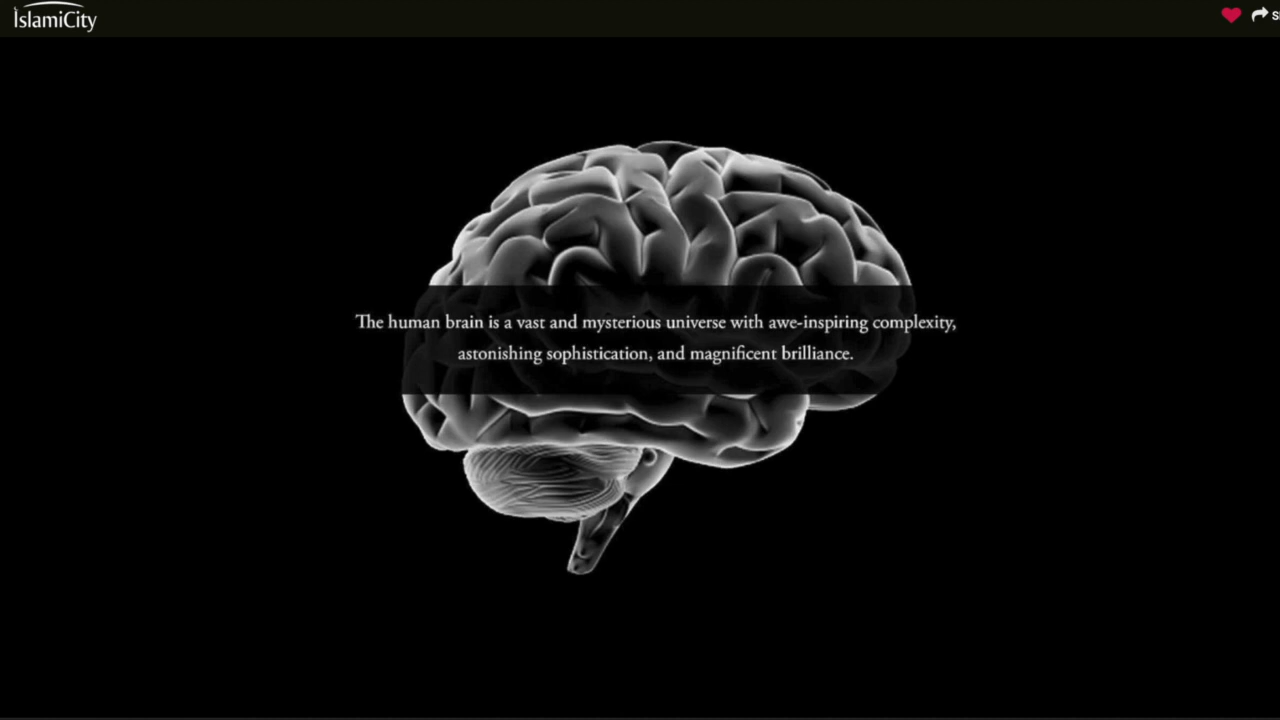 IslamiCity
The human brain is a vast and mysterious universe with awe-inspiring complexity,
astonishing sophistication, and magnificent brilliance.